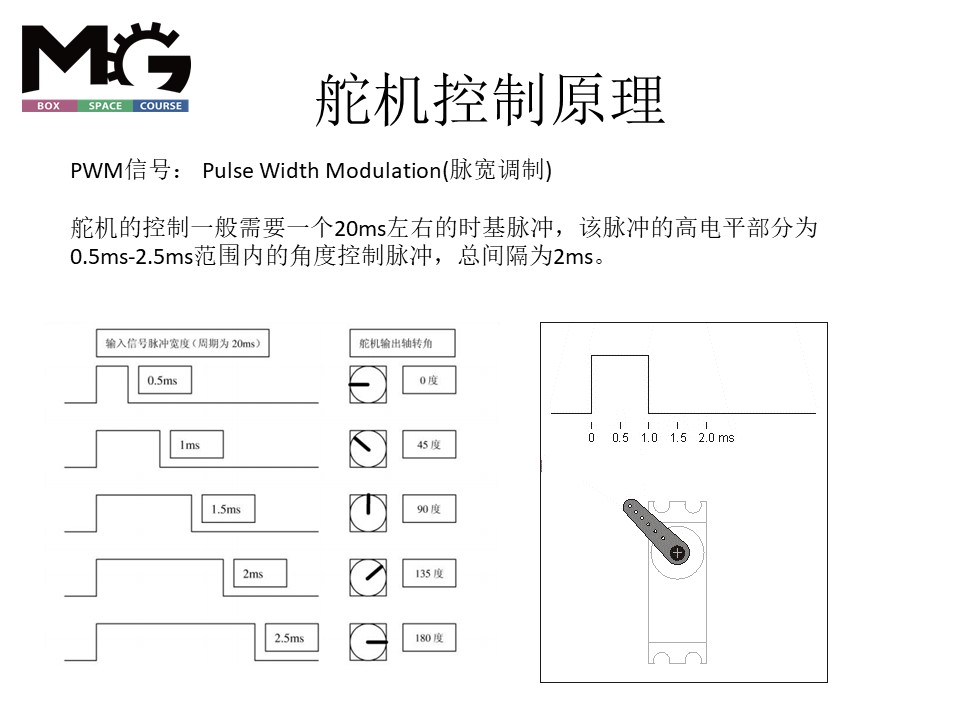 MG
BOX SPACE COURSE
舵机控制原理
PWM信号： Pulse Width Modulation(脉宽调制)
舵机的控制一般需要一个20ms左右的时基脉冲，该脉冲的高电平部分为
0.5ms-2.5ms范围内的角度控制脉冲，总间隔为2ms。
输入信号脉冲宽度（周期为 20ms） 舵机输出轴转角
0.5ms 0 度
1ms 45 度
1.5ms 90 度
2ms 135 度
2.5ms 180 度
0 0.5 1.0 1.5 2.0 ms